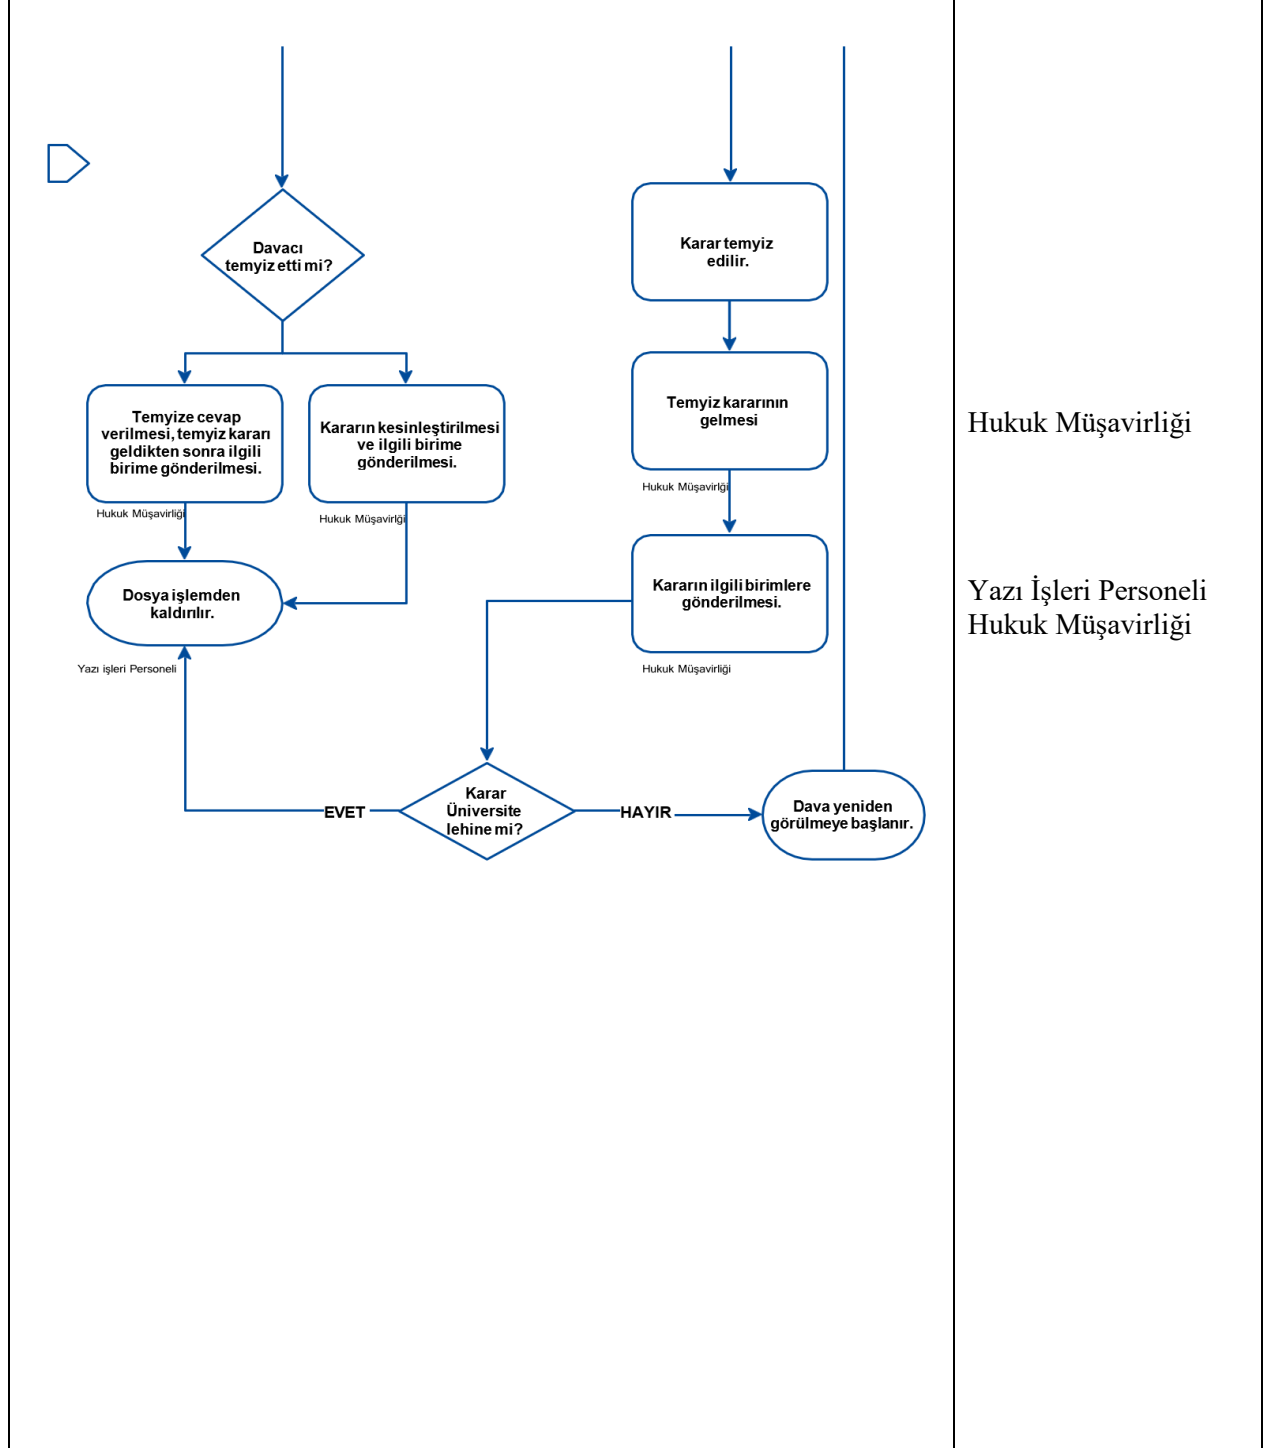 Davacı
temyiz etti mi?
Karar temyiz
edilir.
Temyize cevap
verilmesi, temyiz kararı
geldikten sonra ilgili
birime gönderilmesi.
Hukuk Müşavirliği
Kararın kesinleştirilmesi
ve ilgili birime
gönderilmesi.
Hukuk Müşavirlği
Temyiz kararının
gelmesi
Hukuk Müşavirlği
Hukuk Müşavirliği
Dosya işlemden
kaldırılır.
Yazı işleri Personeli
Kararın ilgili birimlere
gönderilmesi.
Hukuk Müşavirliği
Yazı İşleri Personeli
Hukuk Müşavirliği
EVET
Karar
Üniversite
lehine mi?
HAYIR
Dava yeniden
görülmeye başlanır.